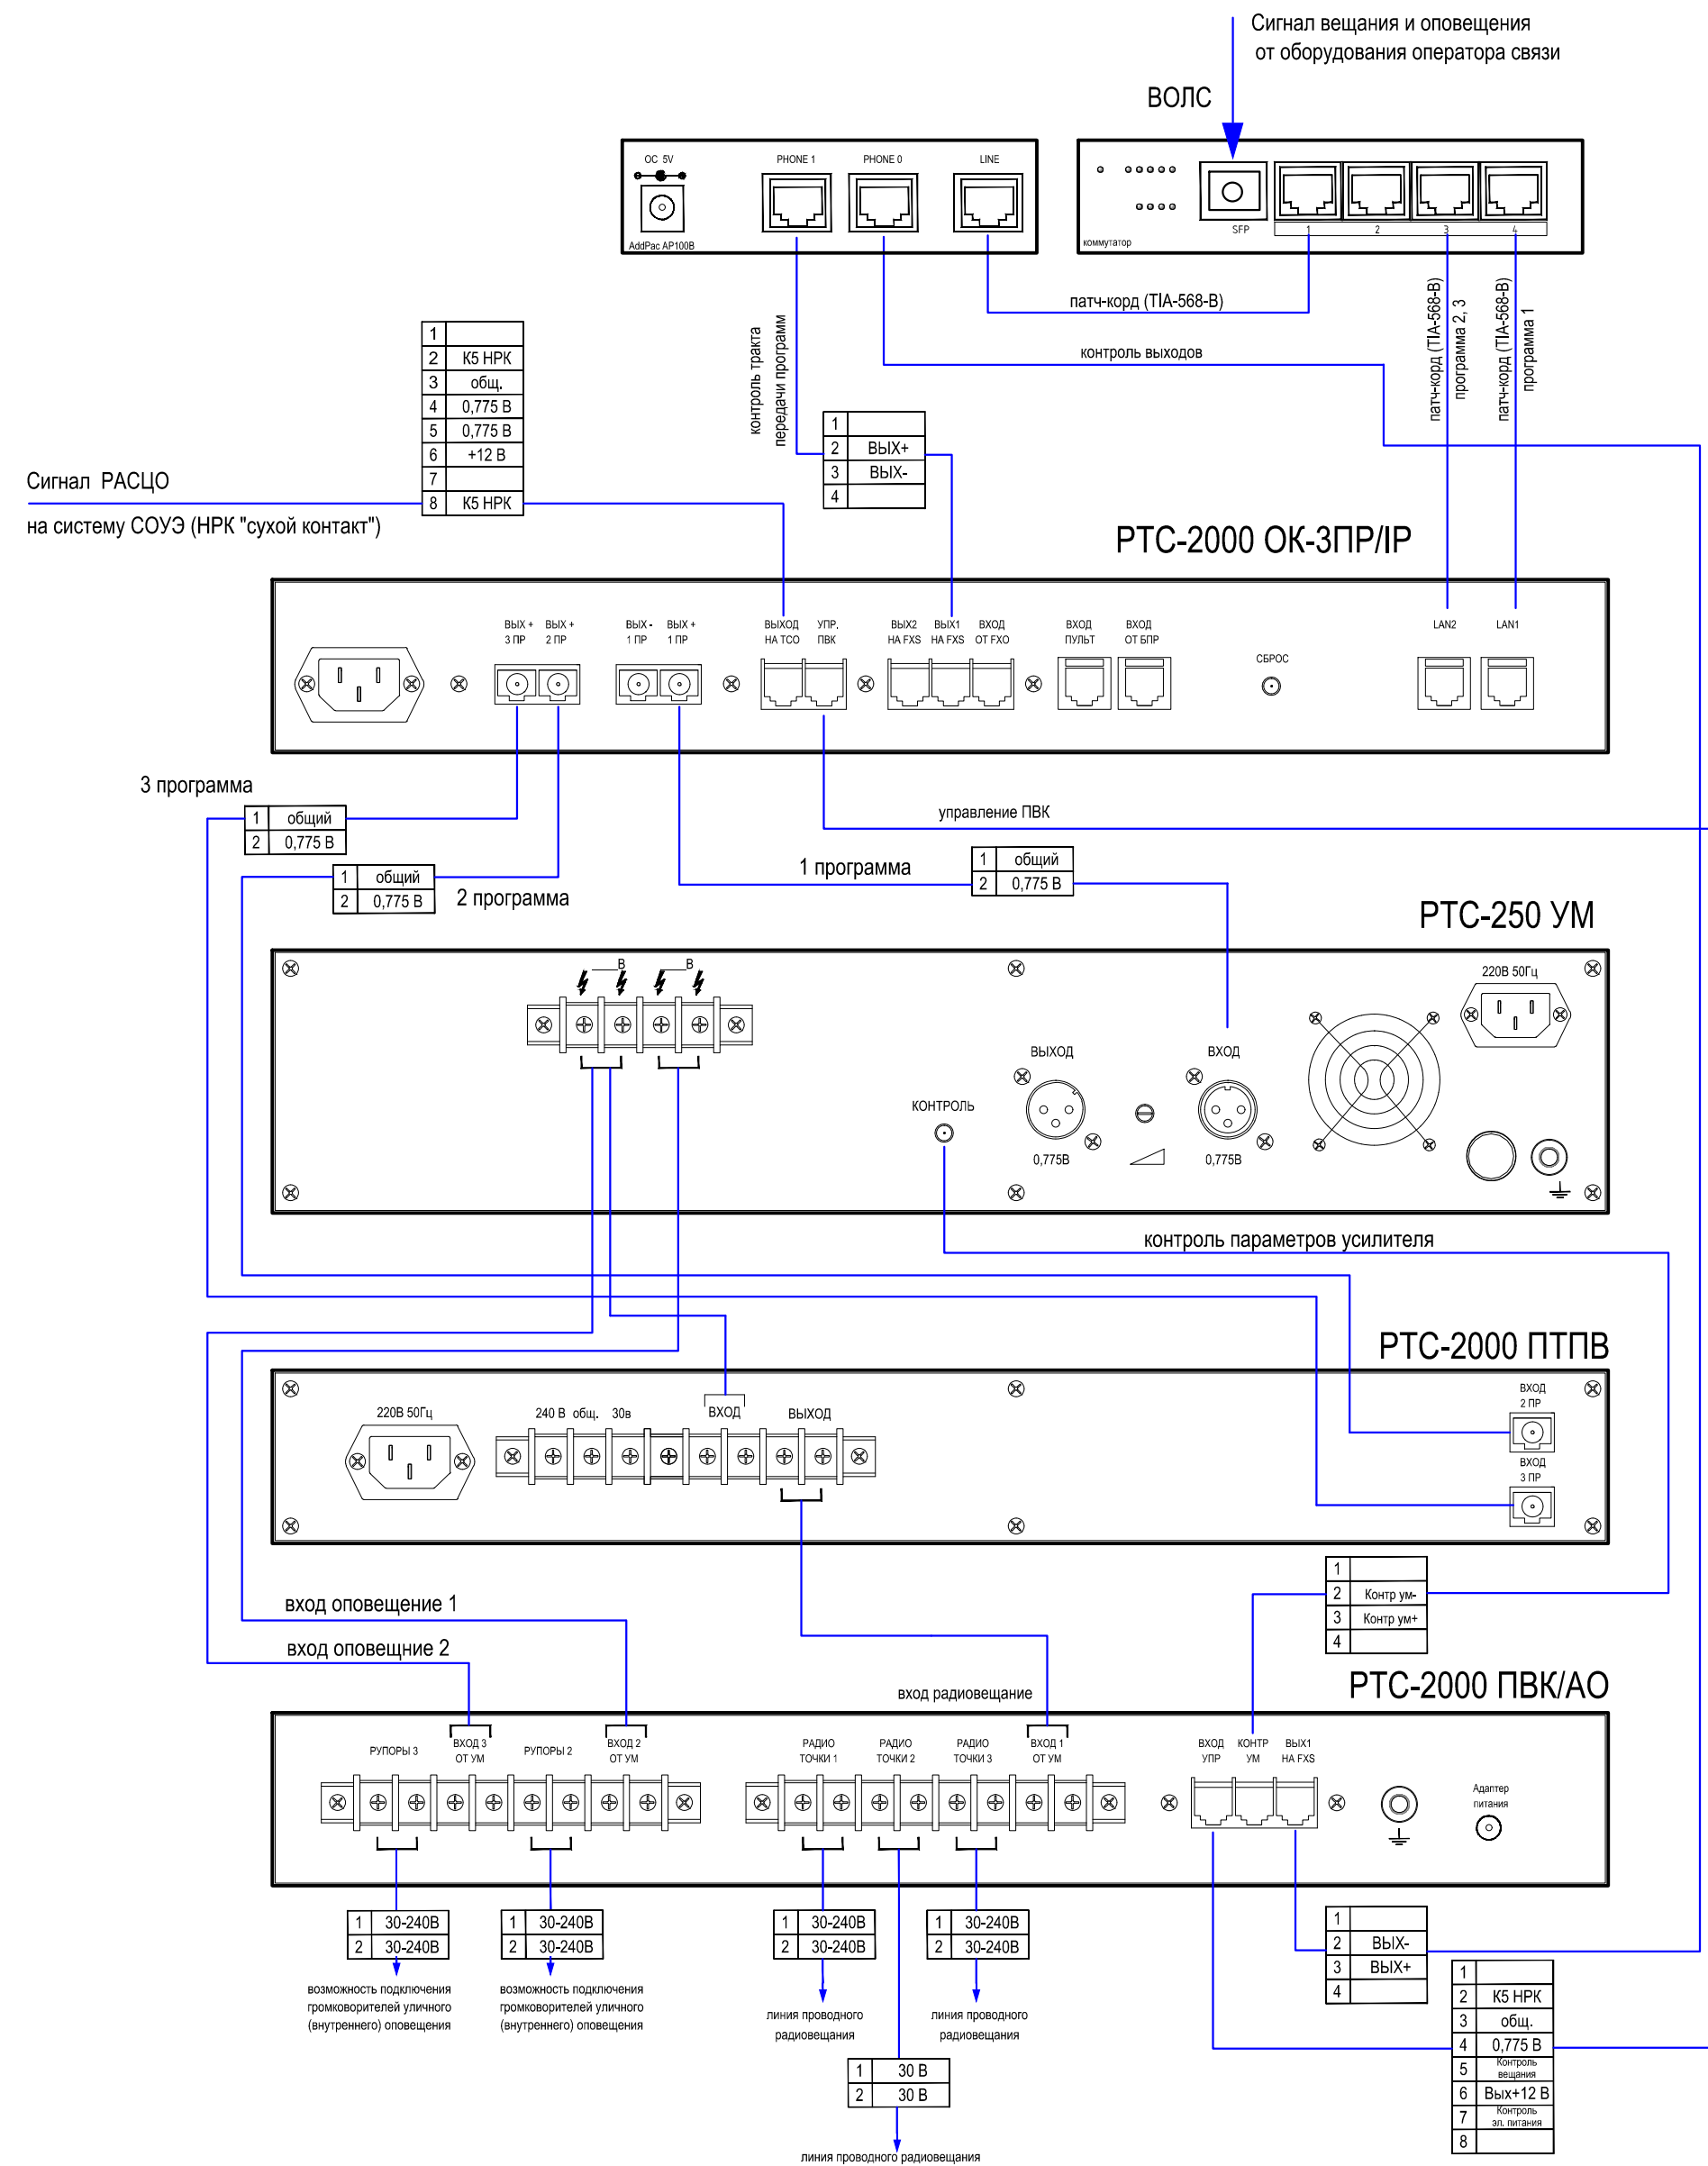 Сигнал вещания и оповещения
от оборудования оператора связи
ВОЛС
ОС 5V
PHONE 1
PHONE 0
LINE
AddPac AP100B
SFP
1
2
3
4
коммутатор
патч-корд (TIA-568-B)
контроль выходов
контроль тракта
передачи программ
патч-корд (TIA-568-B)
программа 2, 3
патч-корд (TIA-568-B)
программа 1
1
2 К5 НРК
3 общ.
4 0,775 В
5 0,775 В
6 +12 В
7
8 К5 НРК
1
2 ВЫХ+
3 ВЫХ-
4
Сигнал РАСЦО
на систему СОУЭ (НРК "сухой контакт")
РТС-2000 ОК-3ПР/IP
ВЫХ +
3 ПР
ВЫХ +
2 ПР
ВЫХ -
1 ПР
ВЫХ +
1 ПР
ВЫХОД
НА ТСО
УПР.
ПВК
ВЫХ2
НА FXS
ВЫХ1
НА FXS
ВХОД
ОТ FXO
ВХОД
ПУЛЬТ
ВХОД
ОТ БПР
СБРОС
LAN2
LAN1
3 программа
1 общий
2 0,775 В
1 общий
2 0,775 В
2 программа
управление ПВК
1 программа
1 общий
2 0,775 В
РТС-250 УМ
В
В
220В 50Гц
ВЫХОД
ВХОД
КОНТРОЛЬ
0,775В
0,775В
контроль параметров усилителя
РТС-2000 ПТПВ
220В 50Гц
240 В общ. 30в
ВХОД
ВЫХОД
ВХОД
2 ПР
ВХОД
3 ПР
1
2 Контр ум-
3 Контр ум+
4
вход оповещение 1
вход оповещние 2
вход радиовещание
РТС-2000 ПВК/АО
РУПОРЫ 3
ВХОД 3
ОТ УМ
РУПОРЫ 2
ВХОД 2
ОТ УМ
РАДИО
ТОЧКИ 1
РАДИО
ТОЧКИ 2
РАДИО
ТОЧКИ 3
ВХОД 1
ОТ УМ
ВХОД
УПР
КОНТР
УМ
ВЫХ1
НА FXS
Адаптер
питания
1 30-240В
2 30-240В
1 30-240В
2 30-240В
1 30-240В
2 30-240В
1 30-240В
2 30-240В
1
2 ВЫХ-
3 ВЫХ+
4
возможность подключения
громковорителей уличного
(внутреннего) оповещения
возможность подключения
громковорителей уличного
(внутреннего) оповещения
линия проводного
радиовещания
линия проводного
радиовещания
1 30 В
2 30 В
линия проводного радиовещания
1
2 К5 НРК
3 общ.
4 0,775 В
5 Контроль
вещания
6 Вых+12 В
7 Контроль
эл. питания
8